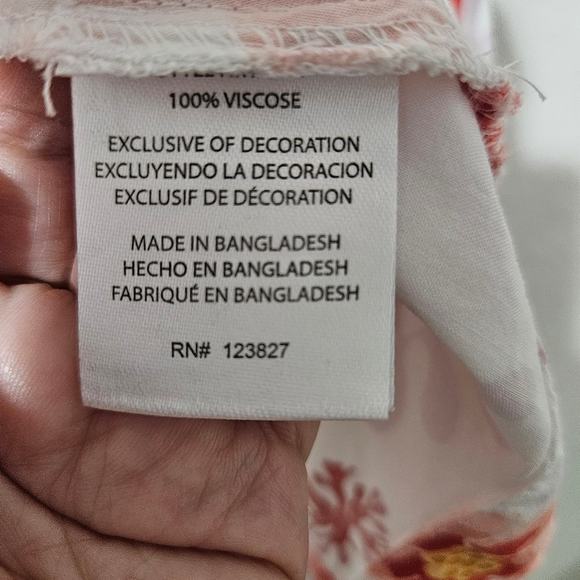 100% VISCOSE
EXCLUSIVE OF DECORATION
EXCLUYENDO LA DECORACION
EXCLUSIF DE DÉCORATION
MADE IN BANGLADESH
HECHO EN BANGLADESH
FABRIQUÉ EN BANGLADESH
RN# 123827